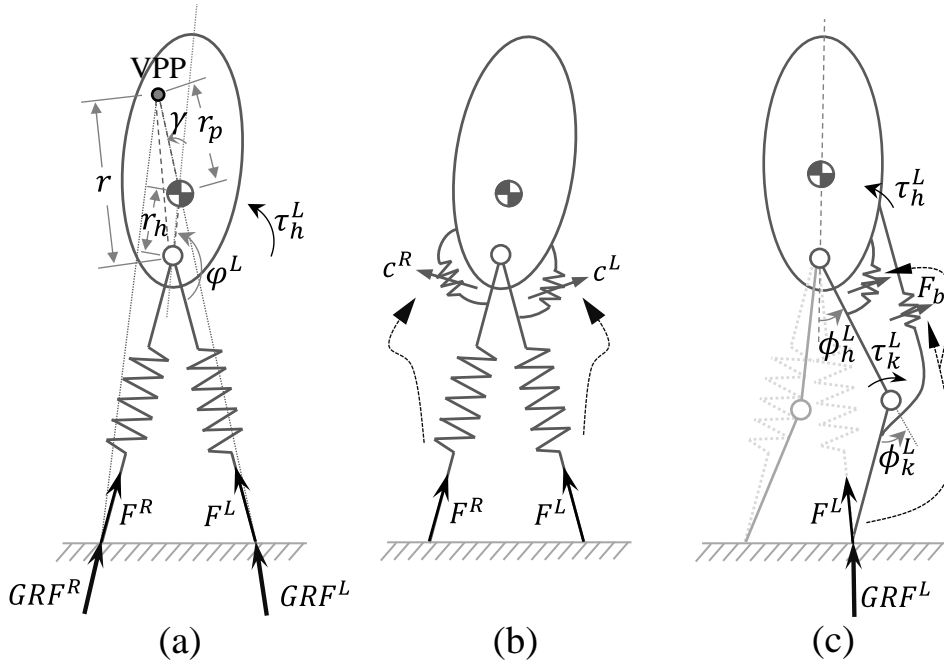 VPP
γ
r_p
r
r_h
τ_h^L
φ^L
F^R
F^L
GRF^R
GRF^L
(a)
c^R
c^L
F^R
F^L
(b)
τ_h^L
F_b
ϕ_h^L
τ_k^L
ϕ_k^L
F^L
GRF^L
(c)